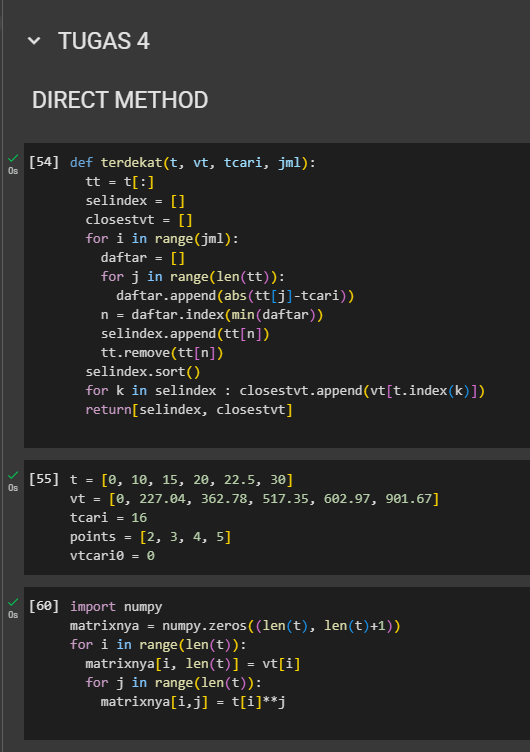 TUGAS 4
DIRECT METHOD
[54] def terdekat(t, vt, tcari, jml):
0s
tt = t[:]
selindex = []
closestvt = []
for i in range(jml):
daftar = []
for j in range(len(tt)):
daftar.append(abs(tt[j]-tcari))
n = daftar.index(min(daftar))
selindex.append(tt[n])
tt.remove(tt[n])
selindex.sort()
for k in selindex : closestvt.append(vt[t.index(k)])
return[selindex, closestvt]
[55] t = [0, 10, 15, 20, 22.5, 30]
0s
vt = [0, 227.04, 362.78, 517.35, 602.97, 901.67]
tcari = 16
points = [2, 3, 4, 5]
vtcari0 = 0
[60] import numpy
0s
matrixnya = numpy.zeros((len(t), len(t)+1))
for i in range(len(t)):
matrixnya[i, len(t)] = vt[i]
for j in range(len(t)):
matrixnya[i,j] = t[i]**j